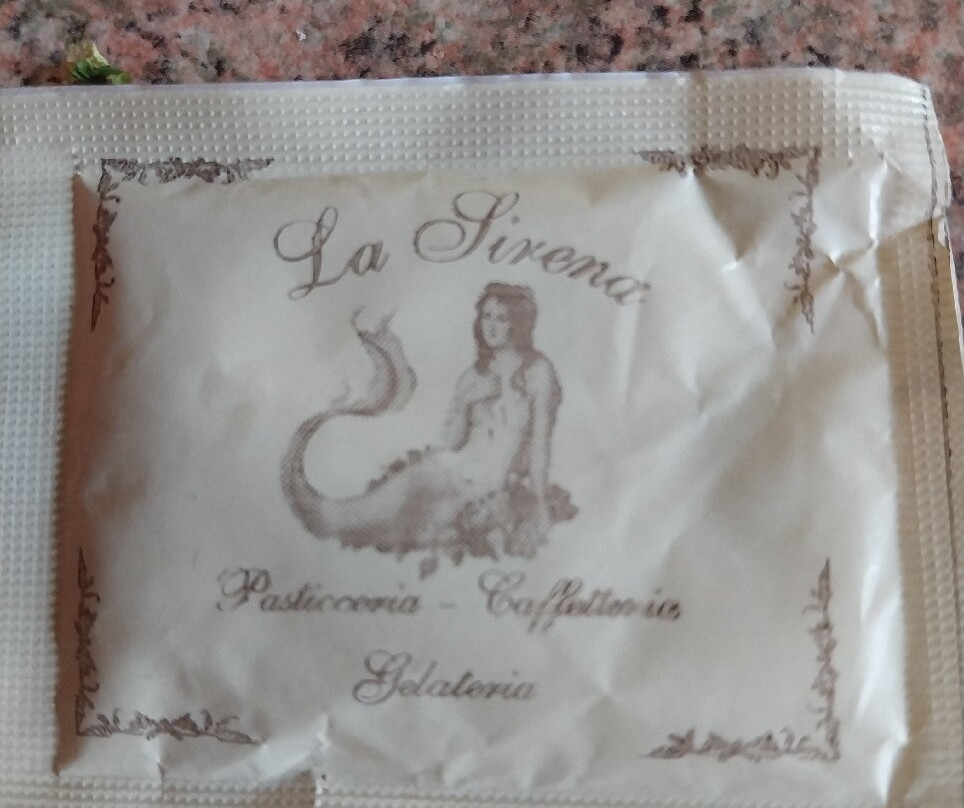 La Sirena
Pasticceria - Caffetteria
Gelateria